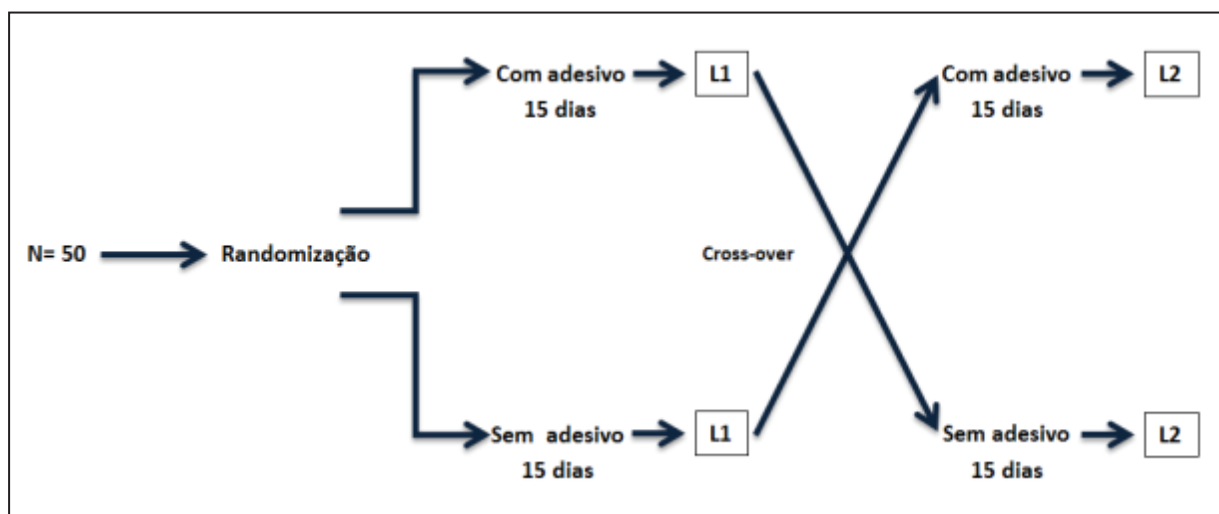 Com adesivo
15 dias
L1
Com adesivo
15 dias
L2
N= 50
Randomização
Cross-over
Sem adesivo
15 dias
L1
Sem adesivo
15 dias
L2